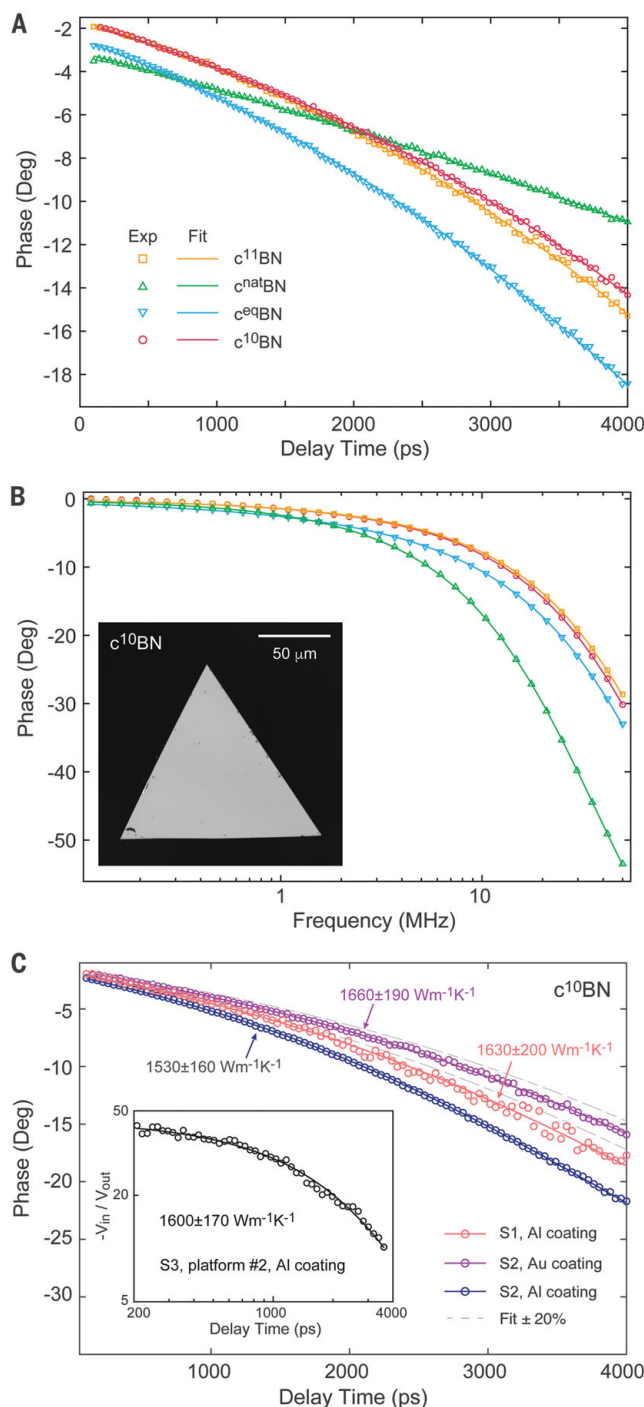 A
-2
-4
-6
-8
-10
-12
-14
-16
-18
Phase (Deg)
Exp Fit
c¹¹BN
cⁿᵃᵗBN
c^eqBN
c¹⁰BN
0 1000 2000 3000 4000
Delay Time (ps)
B
0
-10
-20
-30
-40
-50
Phase (Deg)
c¹⁰BN
50 μm
1 10
Frequency (MHz)
C
-5
-10
-15
-20
-25
-30
Phase (Deg)
c¹⁰BN
1660±190 Wm⁻¹K⁻¹
1630±200 Wm⁻¹K⁻¹
1530±160 Wm⁻¹K⁻¹
50
20
5
-Vin / Vout
1600±170 Wm⁻¹K⁻¹
S3, platform #2, Al coating
200 1000 4000
Delay Time (ps)
S1, Al coating
S2, Au coating
S2, Al coating
Fit ± 20%
1000 2000 3000 4000
Delay Time (ps)